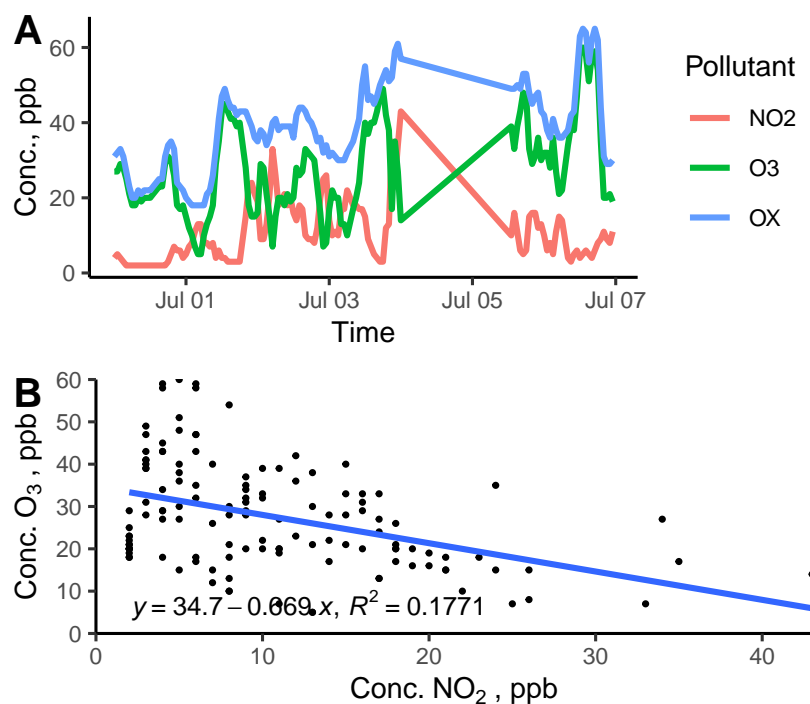 A
Conc., ppb
60
40
20
0
Jul 01 Jul 03 Jul 05 Jul 07
Time
Pollutant
NO2
O3
OX
B
Conc. O₃ , ppb
60
50
40
30
20
10
0
y = 34.7 − 0.669 x, R² = 0.1771
0 10 20 30 40
Conc. NO₂ , ppb